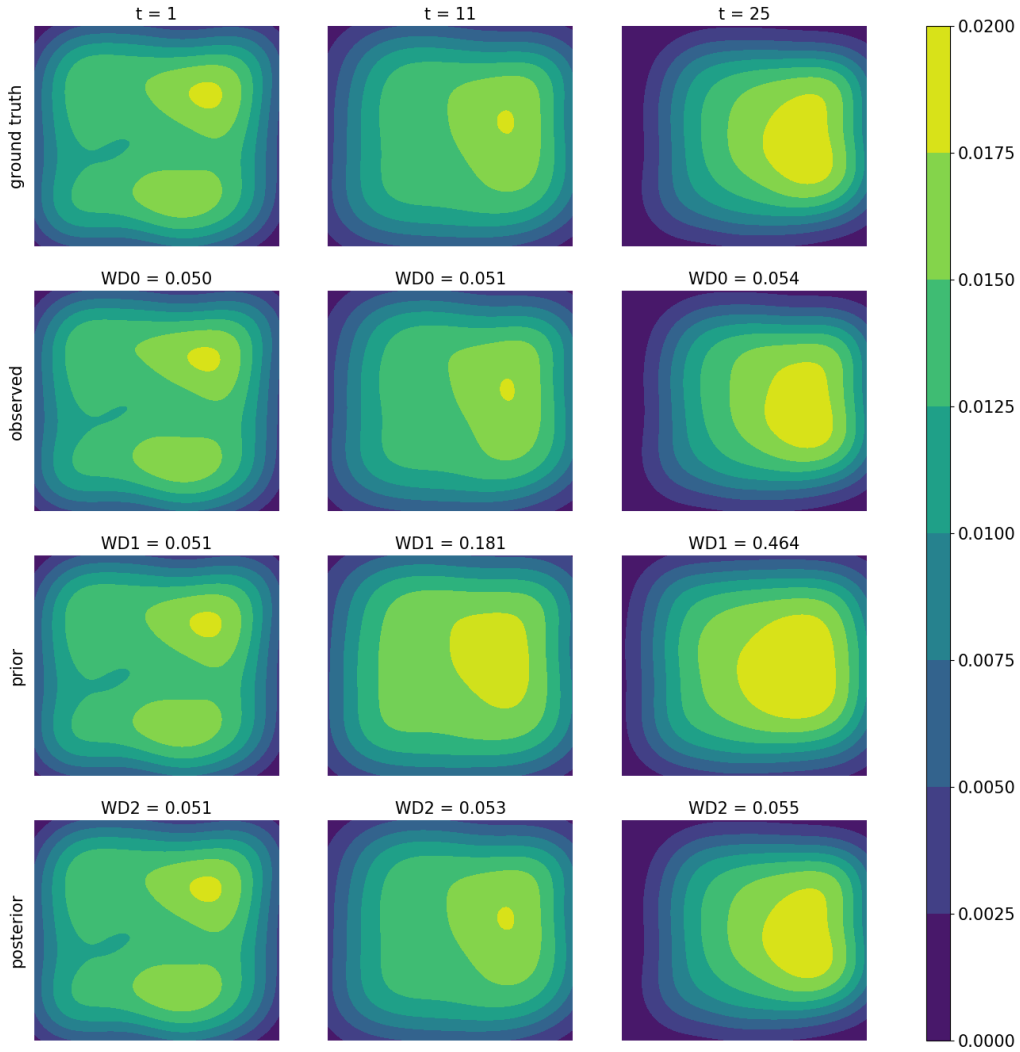 t = 1
t = 11
t = 25
ground truth
WD0 = 0.050
WD0 = 0.051
WD0 = 0.054
observed
WD1 = 0.051
WD1 = 0.181
WD1 = 0.464
prior
WD2 = 0.051
WD2 = 0.053
WD2 = 0.055
posterior
0.0200
0.0175
0.0150
0.0125
0.0100
0.0075
0.0050
0.0025
0.0000